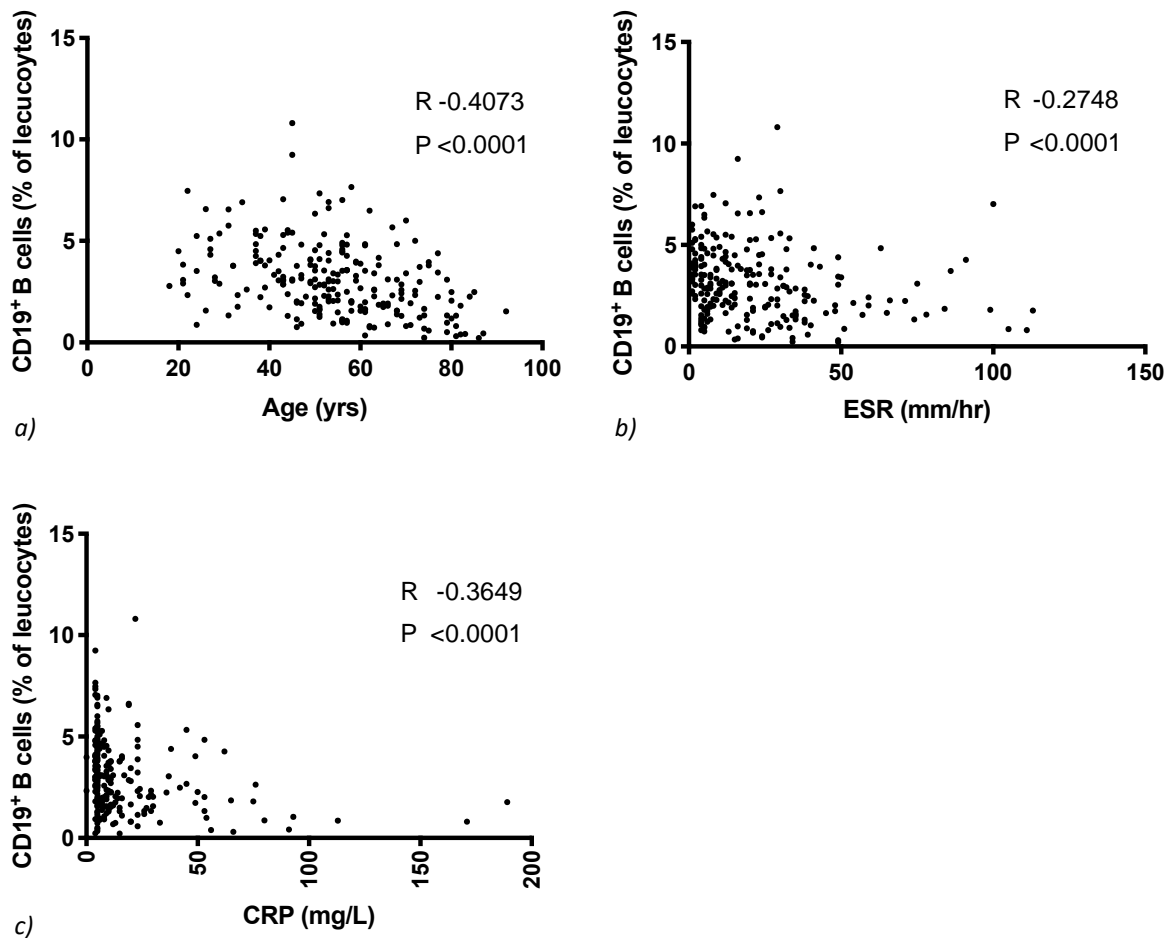 CD19+ B cells (% of lecucocytes)
15
10
5
0
0 20 40 60 80 100
Age (yrs)
R -0.4073
P <0.0001
a)
CD19+ B cells (% of leucocytes)
15
10
5
0
0 50 100 150
ESR (mm/hr)
R -0.2748
P <0.0001
b)
CD19+ B cells (% of leucocytes)
15
10
5
0
0 50 100 150 200
CRP (mg/L)
R -0.3649
P <0.0001
c)